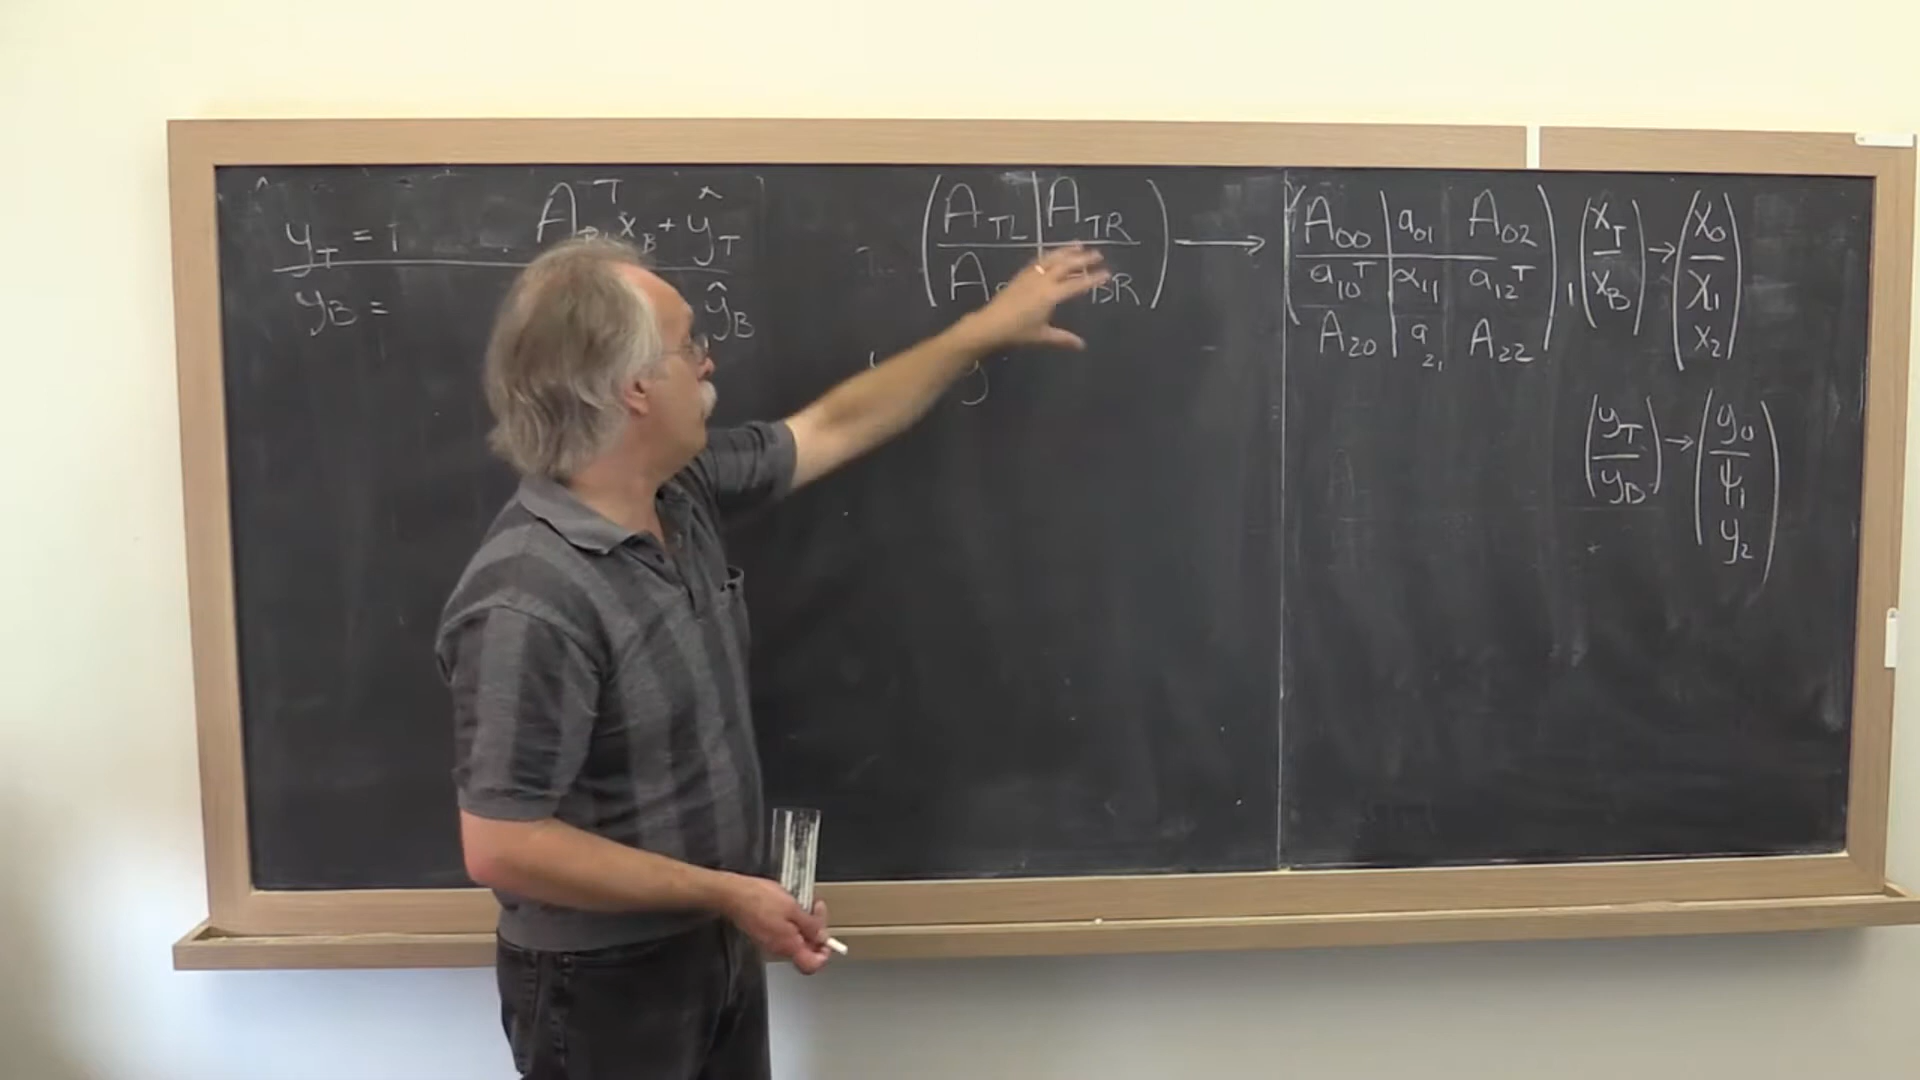 y_T = A^T x_B + ŷ_T
y_B = ŷ_B
( A_TL | A_TR ) →
A BR
( A_00 | a_01 A_02 )
a_10^T | α_11 a_12^T
A_20 | a_21 A_22
, ( x_T / x_B ) → ( x_0 / χ_1 x_2 )
( y_T / y_B ) → ( y_0 / ψ_1 y_2 )
y